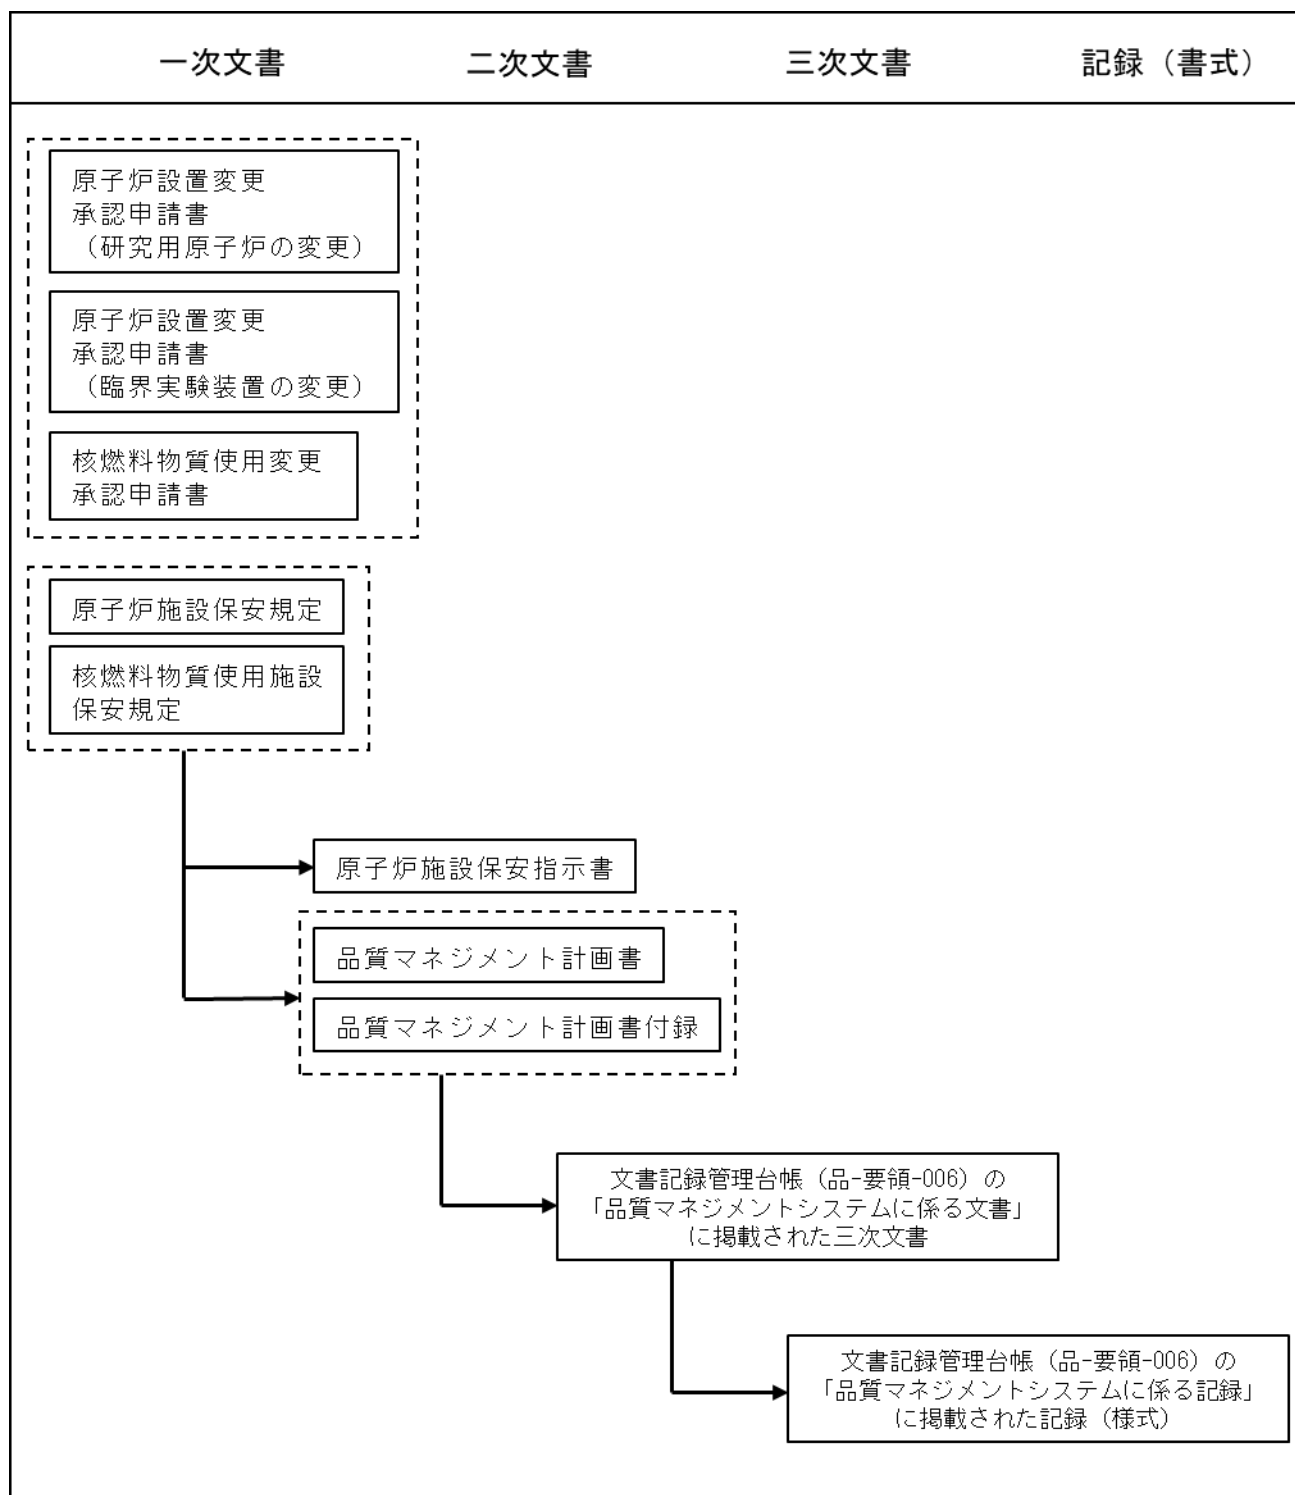 一次文書 二次文書 三次文書 記録（書式）
原子炉設置変更
承認申請書
（研究用原子炉の変更）
原子炉設置変更
承認申請書
（臨界実験装置の変更）
核燃料物質使用変更
承認申請書
原子炉施設保安規定
核燃料物質使用施設
保安規定
原子炉施設保安指示書
品質マネジメント計画書
品質マネジメント計画書付録
文書記録管理台帳（品-要領-006）の
「品質マネジメントシステムに係る文書」
に掲載された三次文書
文書記録管理台帳（品-要領-006）の
「品質マネジメントシステムに係る記録」
に掲載された記録（様式）